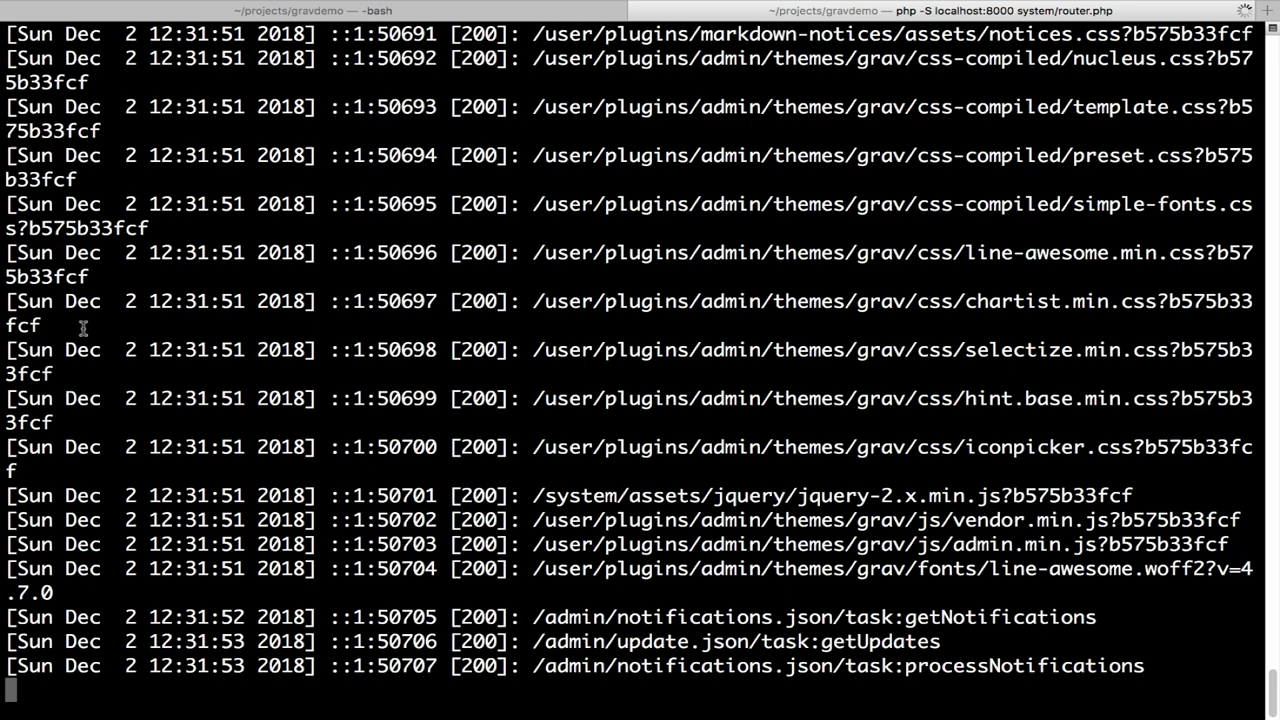 ~/projects/gravdemo — -bash
~/projects/gravdemo — php -S localhost:8000 system/router.php
[Sun Dec  2 12:31:51 2018] ::1:50691 [200]: /user/plugins/markdown-notices/assets/notices.css?b575b33fcf
[Sun Dec  2 12:31:51 2018] ::1:50692 [200]: /user/plugins/admin/themes/grav/css-compiled/nucleus.css?b57
5b33fcf
[Sun Dec  2 12:31:51 2018] ::1:50693 [200]: /user/plugins/admin/themes/grav/css-compiled/template.css?b5
75b33fcf
[Sun Dec  2 12:31:51 2018] ::1:50694 [200]: /user/plugins/admin/themes/grav/css-compiled/preset.css?b575
b33fcf
[Sun Dec  2 12:31:51 2018] ::1:50695 [200]: /user/plugins/admin/themes/grav/css-compiled/simple-fonts.cs
s?b575b33fcf
[Sun Dec  2 12:31:51 2018] ::1:50696 [200]: /user/plugins/admin/themes/grav/css/line-awesome.min.css?b57
5b33fcf
[Sun Dec  2 12:31:51 2018] ::1:50697 [200]: /user/plugins/admin/themes/grav/css/chartist.min.css?b575b33
fcf
[Sun Dec  2 12:31:51 2018] ::1:50698 [200]: /user/plugins/admin/themes/grav/css/selectize.min.css?b575b3
3fcf
[Sun Dec  2 12:31:51 2018] ::1:50699 [200]: /user/plugins/admin/themes/grav/css/hint.base.min.css?b575b3
3fcf
[Sun Dec  2 12:31:51 2018] ::1:50700 [200]: /user/plugins/admin/themes/grav/css/iconpicker.css?b575b33fc
f
[Sun Dec  2 12:31:51 2018] ::1:50701 [200]: /system/assets/jquery/jquery-2.x.min.js?b575b33fcf
[Sun Dec  2 12:31:51 2018] ::1:50702 [200]: /user/plugins/admin/themes/grav/js/vendor.min.js?b575b33fcf
[Sun Dec  2 12:31:51 2018] ::1:50703 [200]: /user/plugins/admin/themes/grav/js/admin.min.js?b575b33fcf
[Sun Dec  2 12:31:51 2018] ::1:50704 [200]: /user/plugins/admin/themes/grav/fonts/line-awesome.woff2?v=4
.7.0
[Sun Dec  2 12:31:52 2018] ::1:50705 [200]: /admin/notifications.json/task:getNotifications
[Sun Dec  2 12:31:53 2018] ::1:50706 [200]: /admin/update.json/task:getUpdates
[Sun Dec  2 12:31:53 2018] ::1:50707 [200]: /admin/notifications.json/task:processNotifications